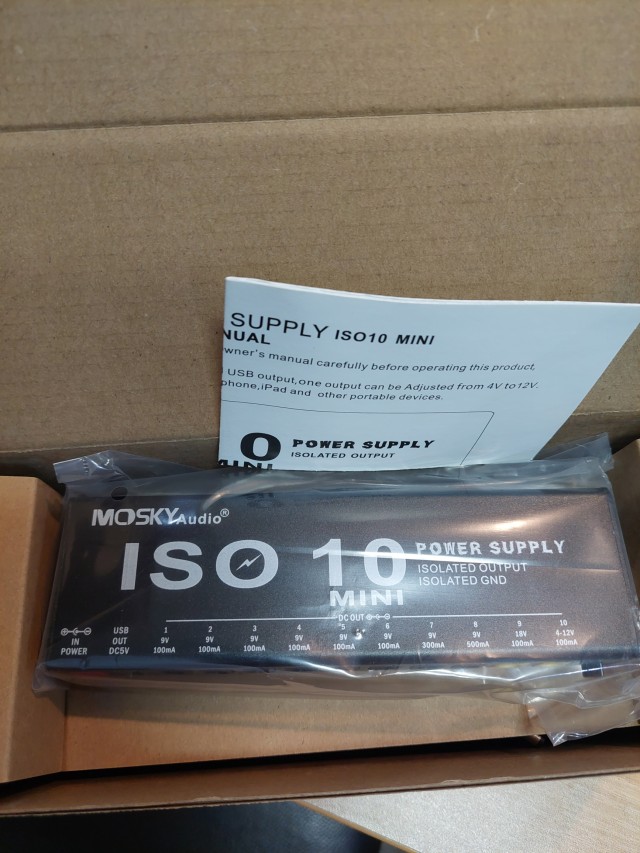 SUPPLY ISO10 MINI
NUAL
wner's manual carefully before operating this product,
USB output,one output can be Adjusted from 4V to12V.
phone,iPad and other portable devices.
O POWER SUPPLY
ISOLATED OUTPUT
MINI
MOSKY Audio®
ISO 10 POWER SUPPLY
ISOLATED OUTPUT
ISOLATED GND
MINI
DC OUT
IN POWER
USB OUT DC5V
1 9V 100mA
2 9V 100mA
3 9V 100mA
4 9V 100mA
5 9V 100mA
6 9V 100mA
7 9V 300mA
8 9V 500mA
9 18V 100mA
10 4-12V 100mA